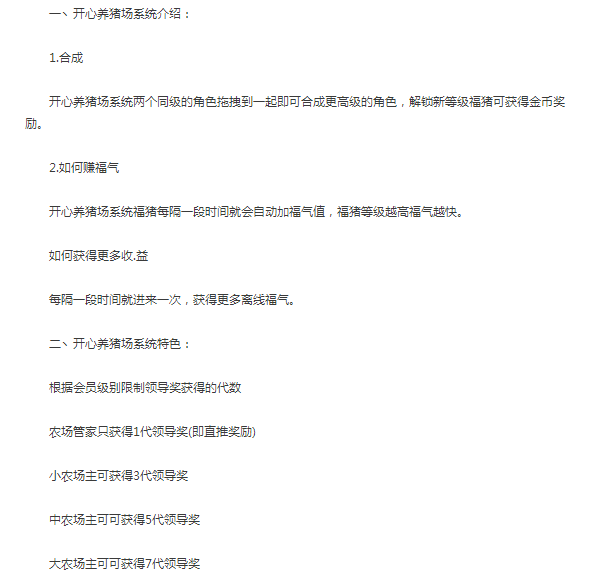 一丶开心养猪场系统介绍：
1.合成
开心养猪场系统两个同级的角色拖拽到一起即可合成更高级的角色，解锁新等级福猪可获得金币奖
励。
2.如何赚福气
开心养猪场系统福猪每隔一段时间就会自动加福气值，福猪等级越高福气越快。
如何获得更多收.益
每隔一段时间就进来一次，获得更多离线福气。
二丶开心养猪场系统特色：
根据会员级别限制领导奖获得的代数
农场管家只获得1代领导奖(即直推奖励)
小农场主可获得3代领导奖
中农场主可可获得5代领导奖
大农场主可可获得7代领导奖